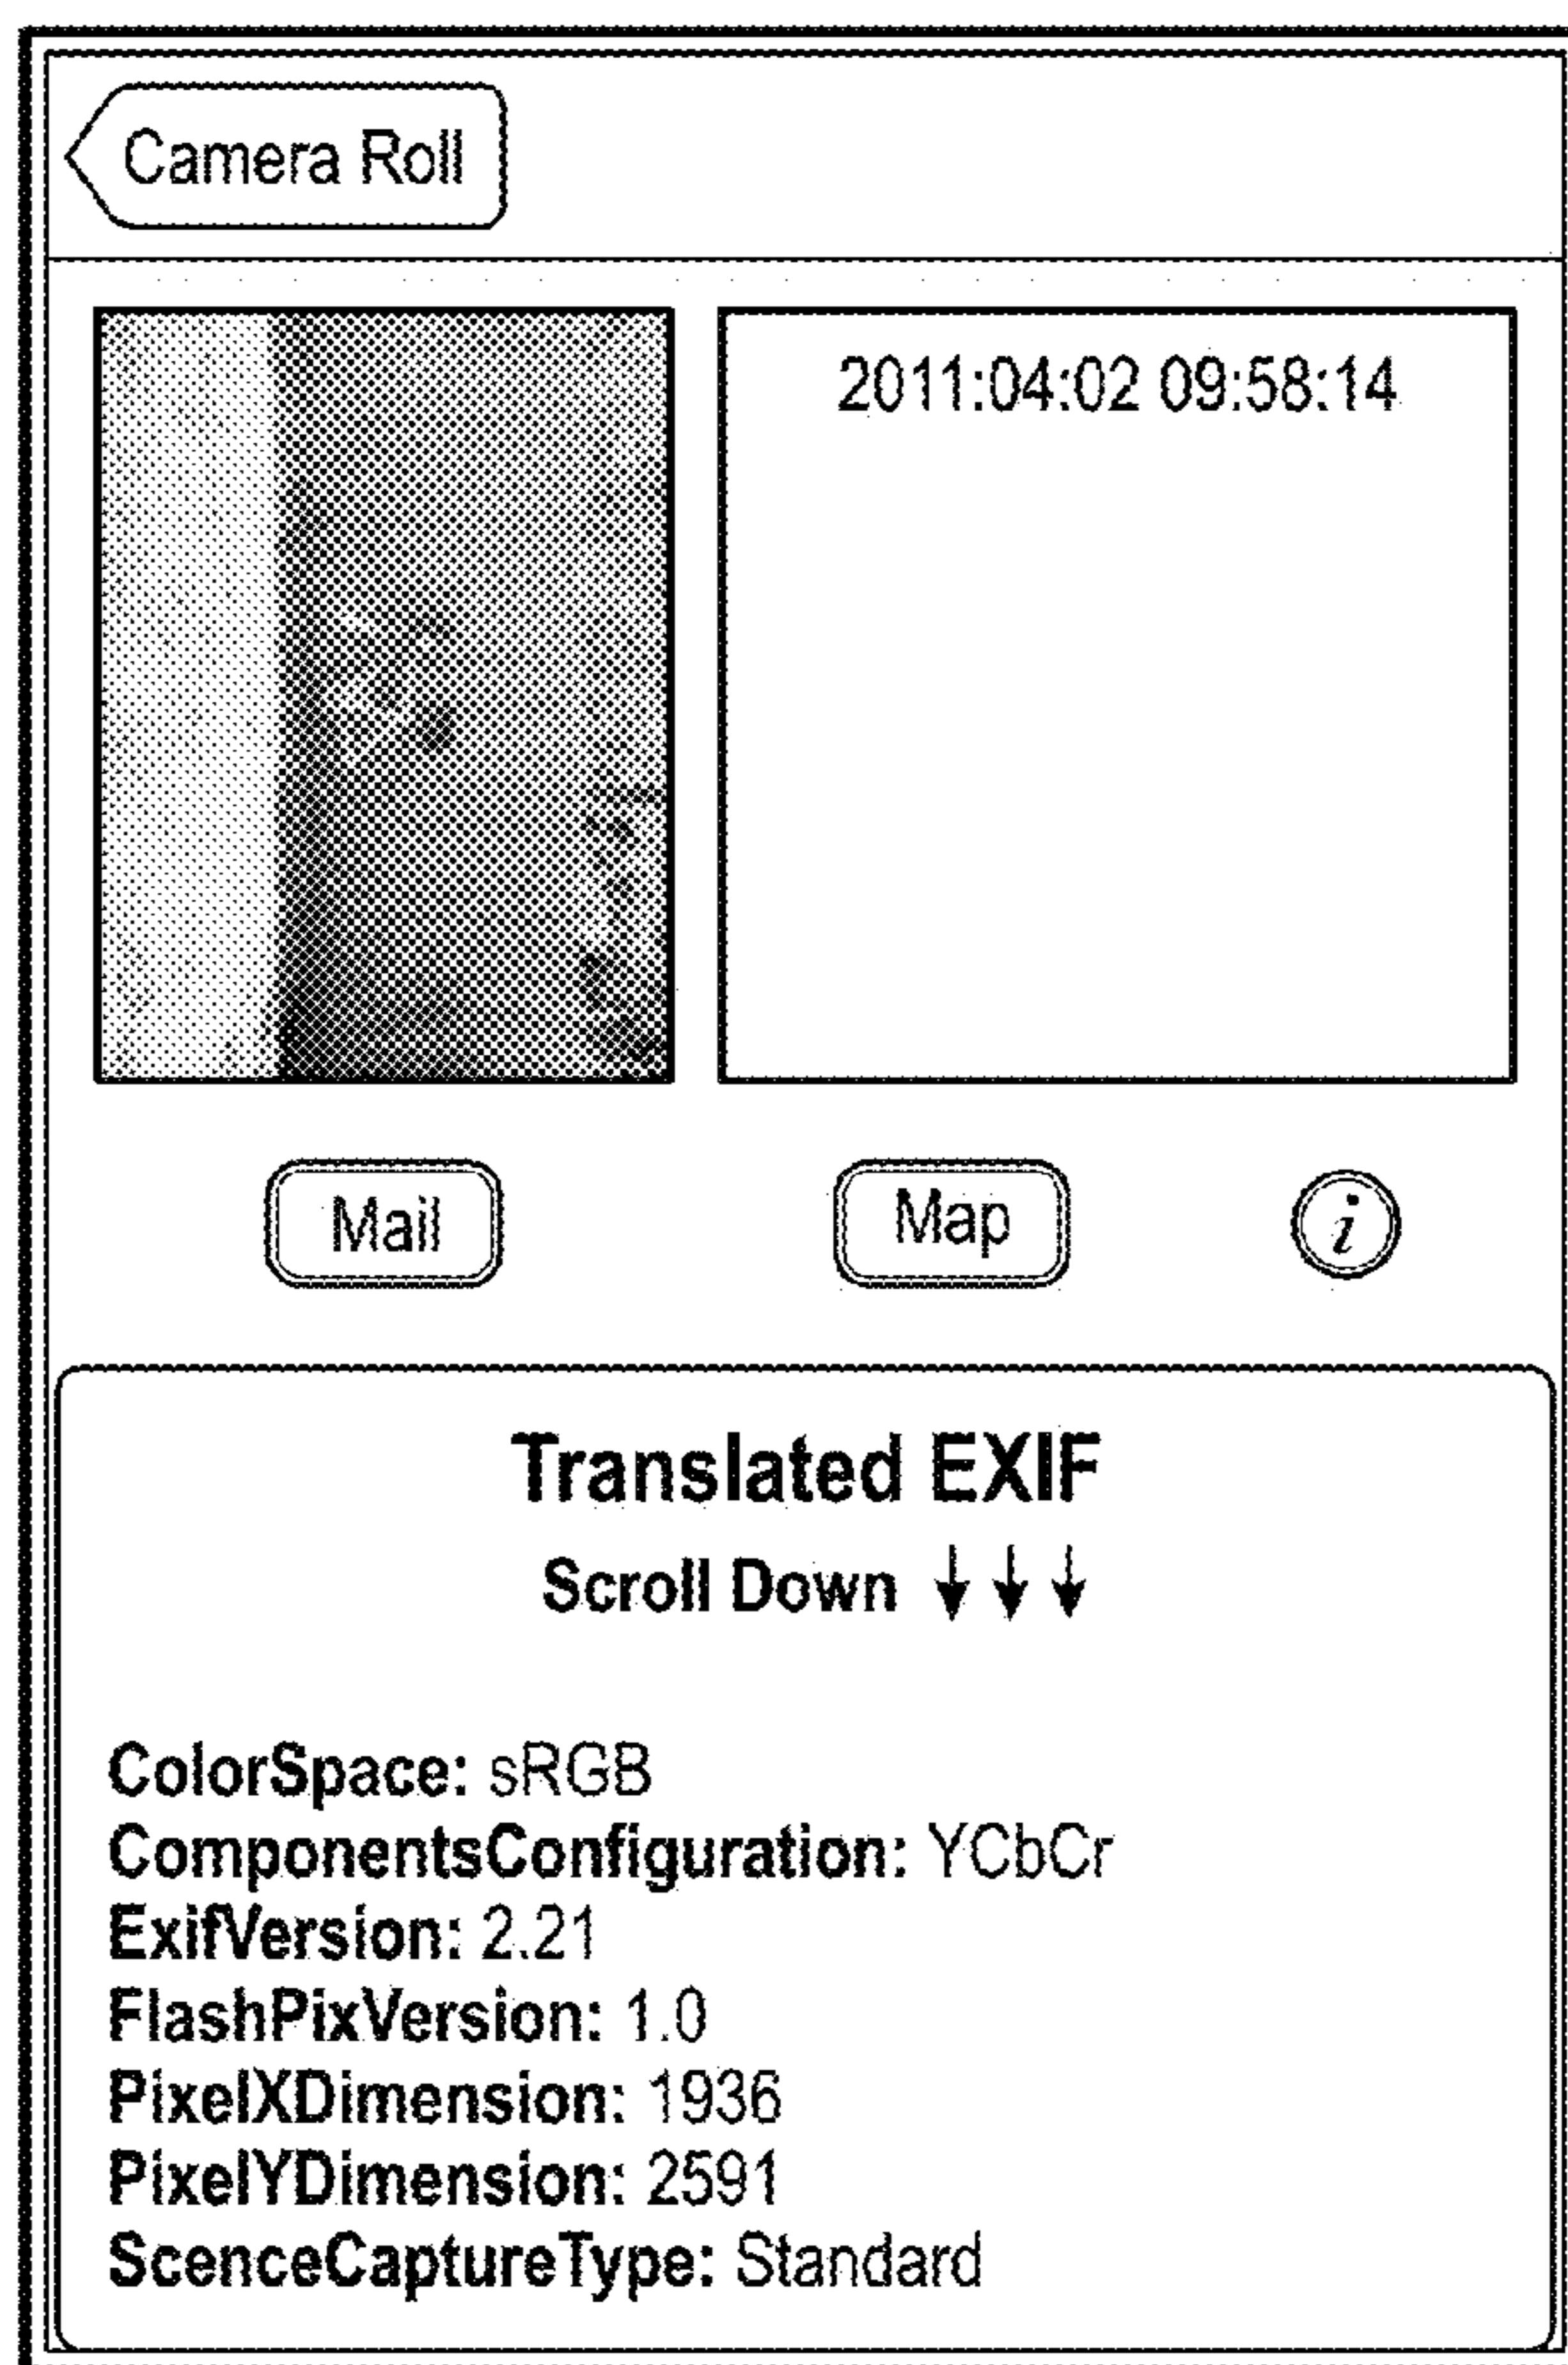 Camera Roll
2011:04:02 09:58:14
Mail
Map
i
Translated EXIF
Scroll Down ↓ ↓ ↓
ColorSpace: sRGB
ComponentsConfiguration: YCbCr
ExifVersion: 2.21
FlashPixVersion: 1.0
PixelXDimension: 1936
PixelYDimension: 2591
ScenceCaptureType: Standard